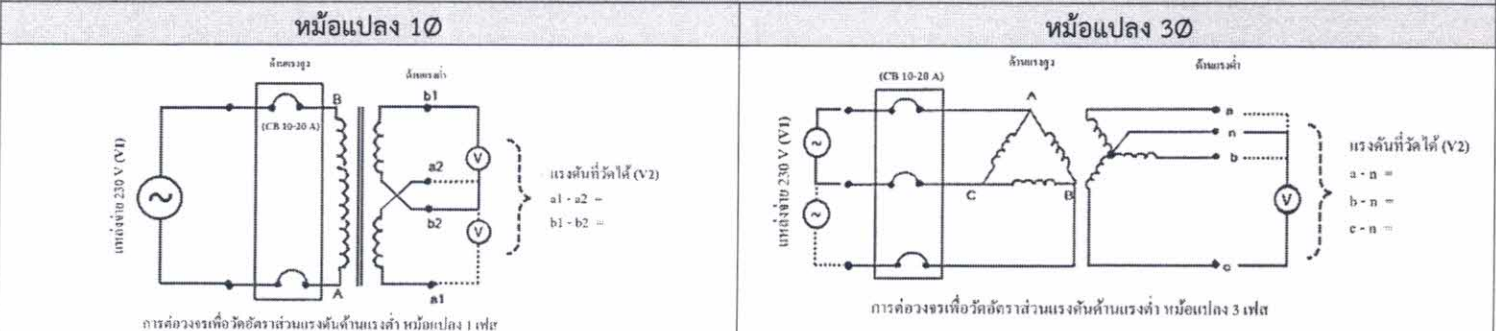 หม้อแปลง 1Ø
ด้านแรงสูง
ด้านแรงต่ำ
B
b1
(CB 10-20 A)
V
a2
แหล่งจ่าย 230 V (V1)
แรงดันที่วัดได้ (V2)
a1 - a2 =
b1 - b2 =
b2
V
A
a1
การต่อวงจรเพื่อวัดอัตราส่วนแรงดันด้านแรงต่ำ หม้อแปลง 1 เฟส
หม้อแปลง 3Ø
ด้านแรงสูง
ด้านแรงต่ำ
(CB 10-20 A)
A
a
n
b
แหล่งจ่าย 230 V (V1)
C
B
V
แรงดันที่วัดได้ (V2)
a - n =
b - n =
c - n =
c
การต่อวงจรเพื่อวัดอัตราส่วนแรงดันด้านแรงต่ำ หม้อแปลง 3 เฟส